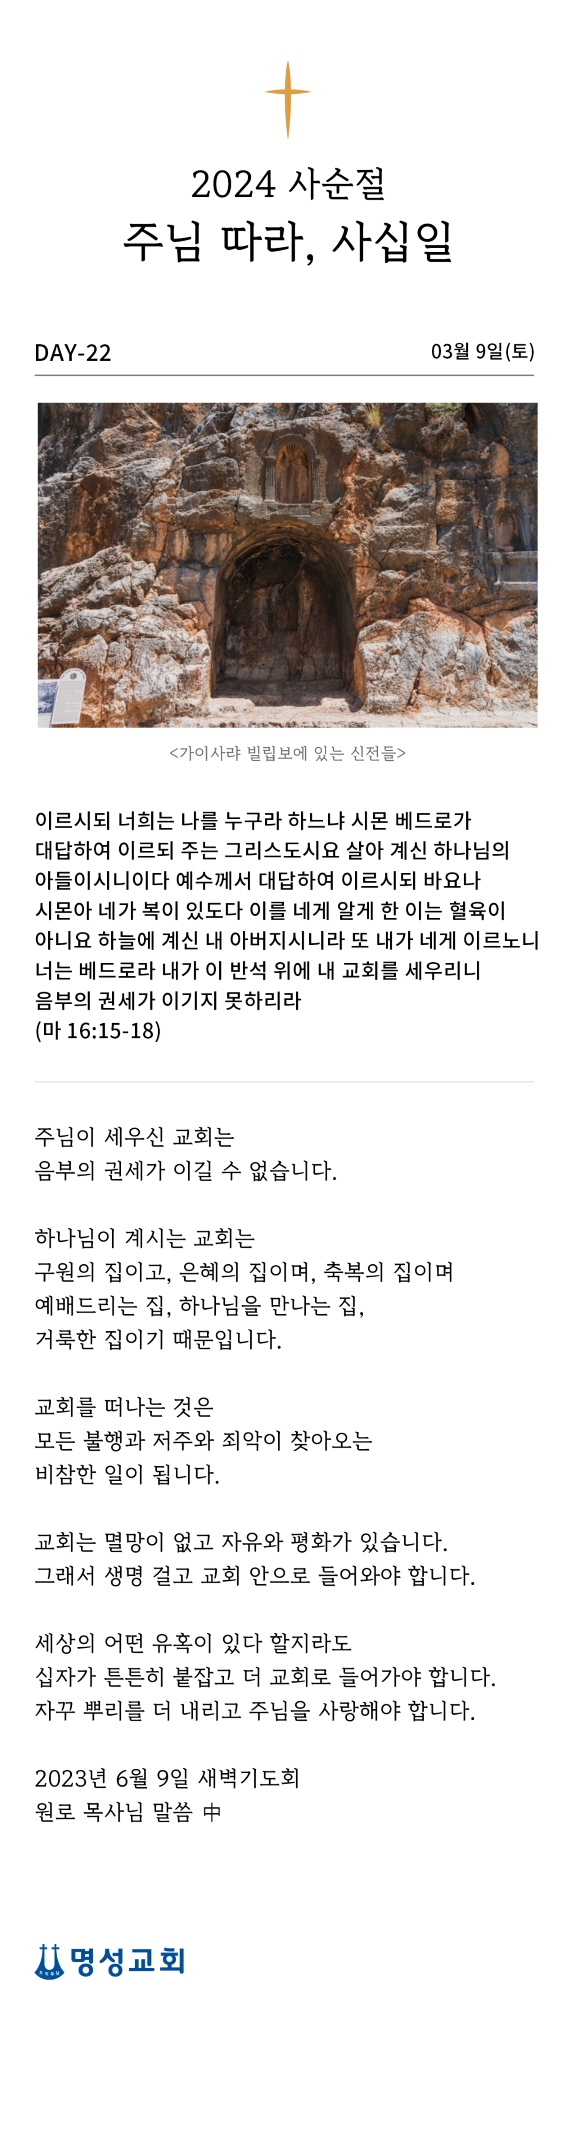 2024 사순절
주님 따라, 사십일
DAY-22
03월 9일(토)
<가이사랴 빌립보에 있는 신전들>
이르시되 너희는 나를 누구라 하느냐 시몬 베드로가
대답하여 이르되 주는 그리스도시요 살아 계신 하나님의
아들이시니이다 예수께서 대답하여 이르시되 바요나
시몬아 네가 복이 있도다 이를 네게 알게 한 이는 혈육이
아니요 하늘에 계신 내 아버지시니라 또 내가 네게 이르노니
너는 베드로라 내가 이 반석 위에 내 교회를 세우리니
음부의 권세가 이기지 못하리라
(마 16:15-18)
주님이 세우신 교회는
음부의 권세가 이길 수 없습니다.
하나님이 계시는 교회는
구원의 집이고, 은혜의 집이며, 축복의 집이며
예배드리는 집, 하나님을 만나는 집,
거룩한 집이기 때문입니다.
교회를 떠나는 것은
모든 불행과 저주와 죄악이 찾아오는
비참한 일이 됩니다.
교회는 멸망이 없고 자유와 평화가 있습니다.
그래서 생명 걸고 교회 안으로 들어와야 합니다.
세상의 어떤 유혹이 있다 할지라도
십자가 튼튼히 붙잡고 더 교회로 들어가야 합니다.
자꾸 뿌리를 더 내리고 주님을 사랑해야 합니다.
2023년 6월 9일 새벽기도회
원로 목사님 말씀 中
명성교회